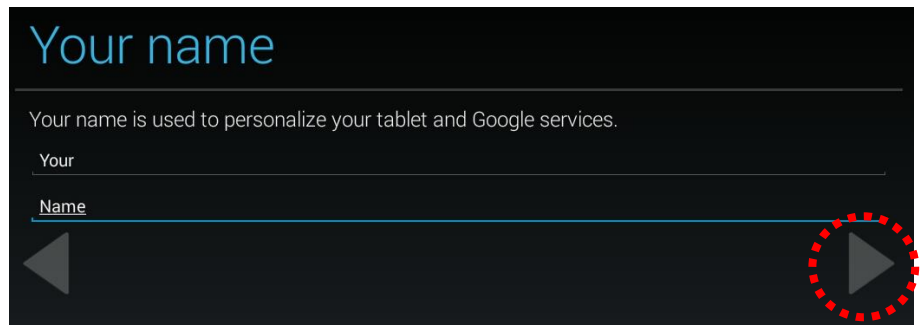 Your name
Your name is used to personalize your tablet and Google services.
Your
Name